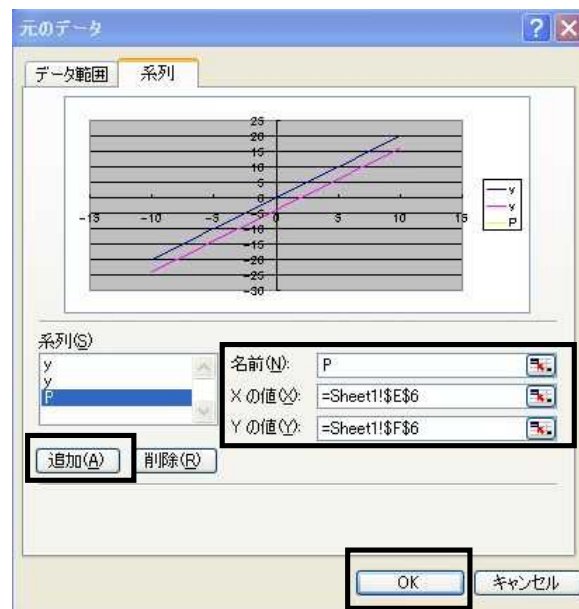 元のデータ
データ範囲 系列
25
20
15
10
5
0
-15 -10 -5 0 5 10 15
-5
-10
-15
-20
-25
-30
y
y
P
系列(S)
y
y
P
名前(N): P
X の値(X): =Sheet1!$E$6
Y の値(Y): =Sheet1!$F$6
追加(A) 削除(R)
OK キャンセル